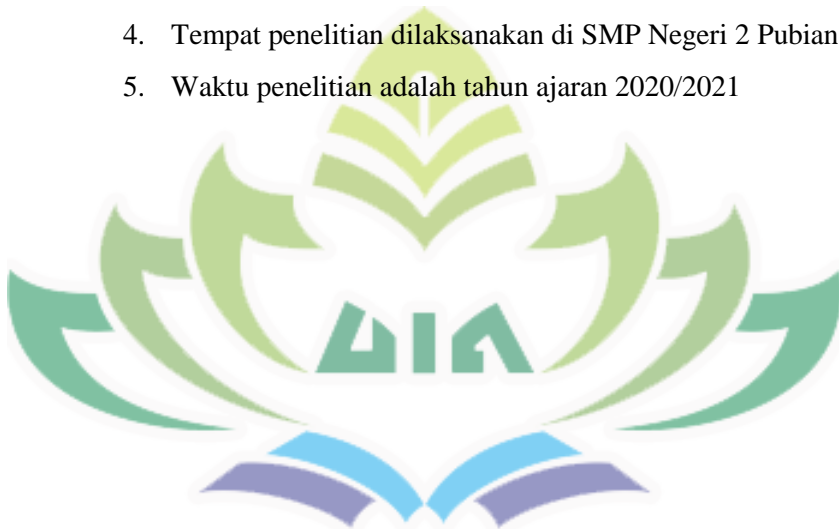 4. Tempat penelitian dilaksanakan di SMP Negeri 2 Pubian
5. Waktu penelitian adalah tahun ajaran 2020/2021
UIN